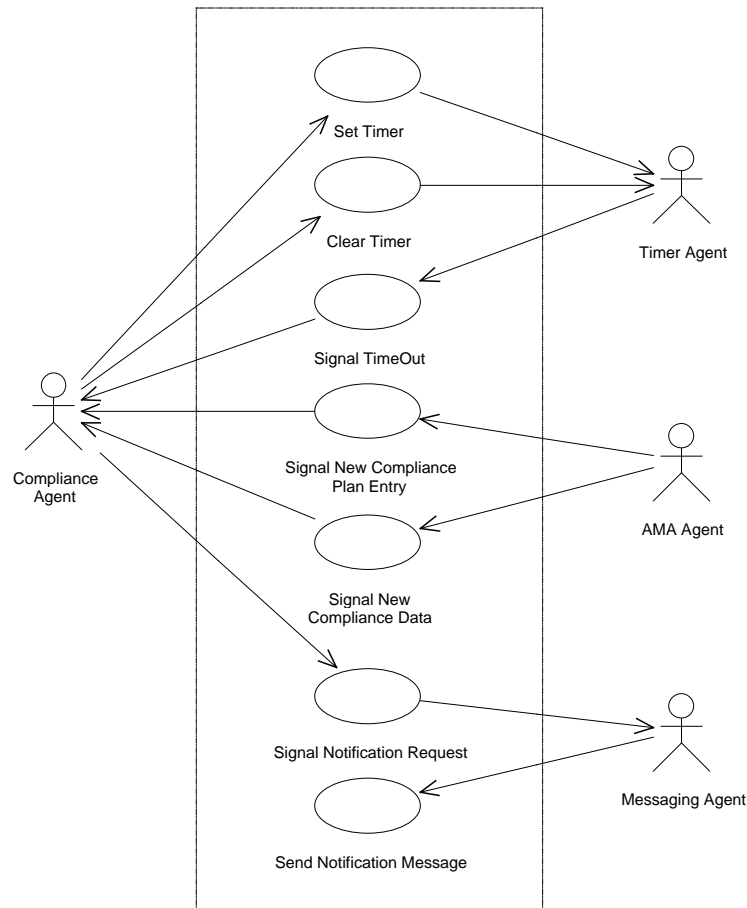 Set Timer
Clear Timer
Timer Agent
Signal TimeOut
Compliance
Agent
Signal New Compliance
Plan Entry
AMA Agent
Signal New
Compliance Data
Signal Notification Request
Messaging Agent
Send Notification Message